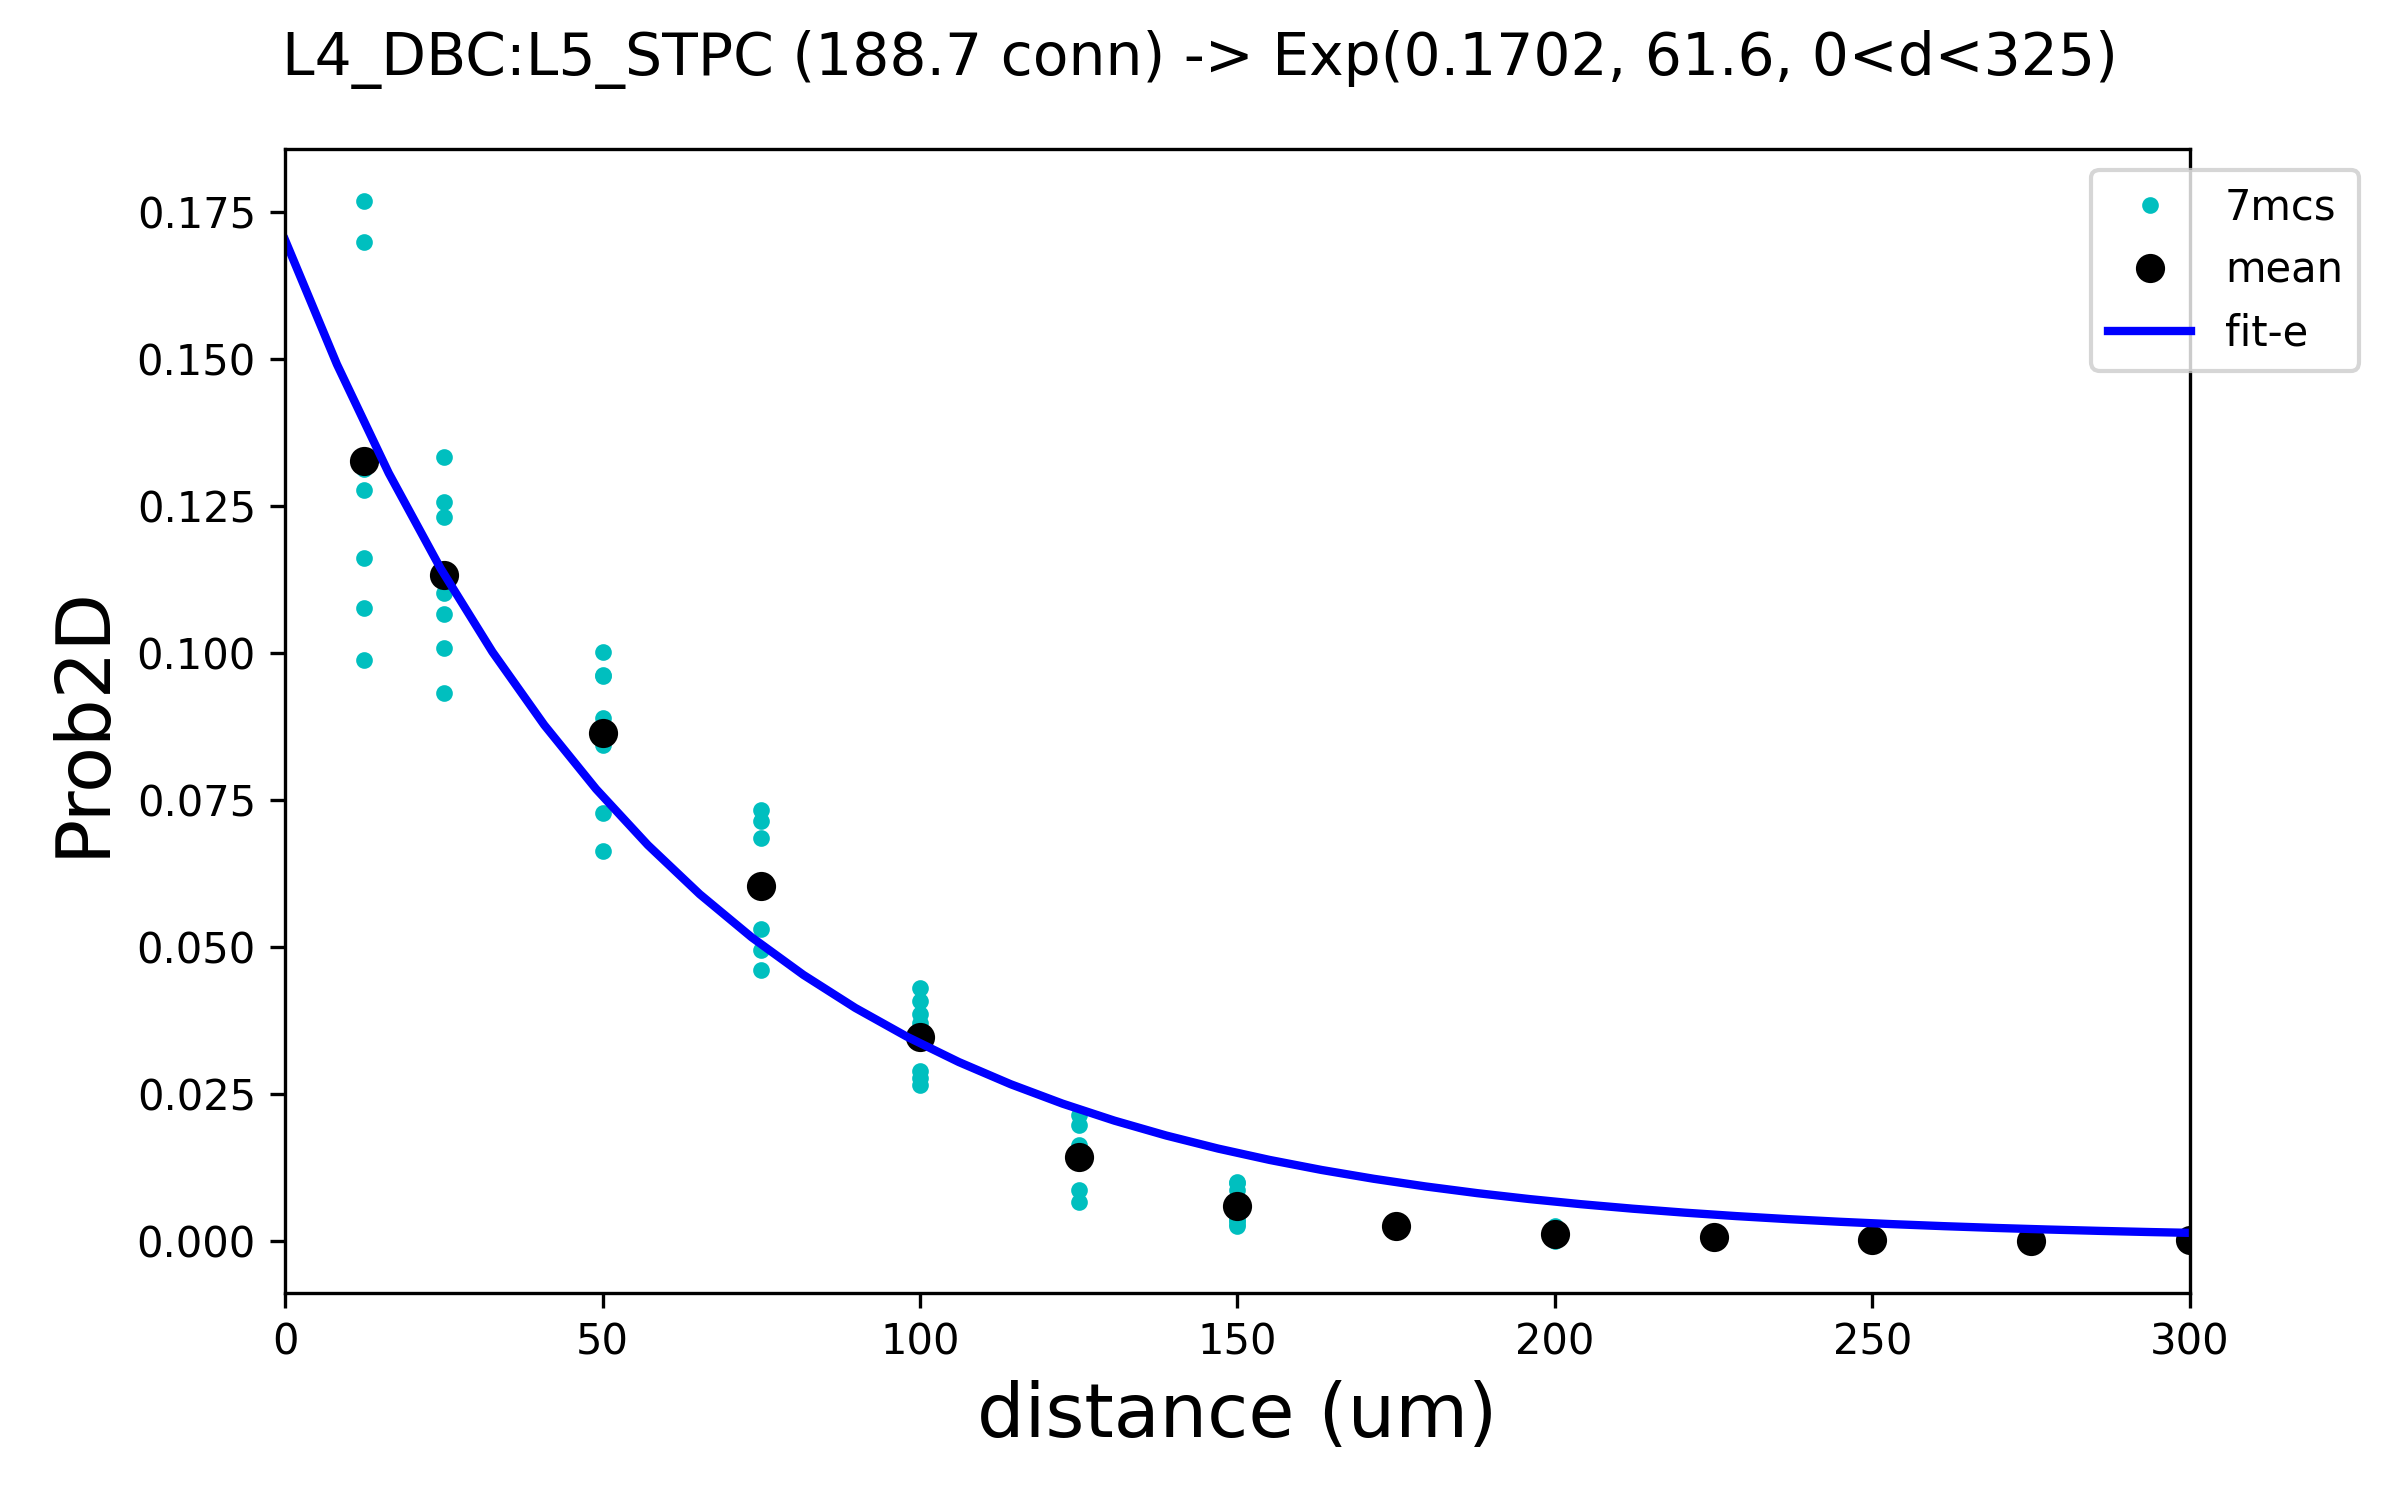 L4_DBC:L5_STPC (188.7 conn) -> Exp(0.1702, 61.6, 0<d<325)
7mcs
mean
fit-e
Prob2D
0.175
0.150
0.125
0.100
0.075
0.050
0.025
0.000
0 50 100 150 200 250 300
distance (um)